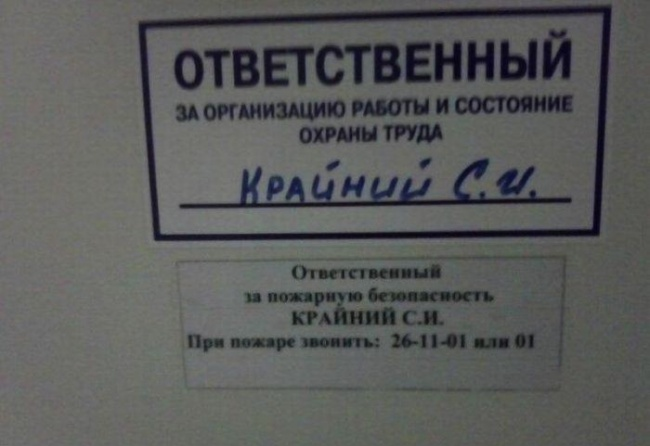 ОТВЕТСТВЕННЫЙ
ЗА ОРГАНИЗАЦИЮ РАБОТЫ И СОСТОЯНИЕ
ОХРАНЫ ТРУДА
КРАЙНИЙ С.И.
Ответственный
за пожарную безопасность
КРАЙНИЙ С.И.
При пожаре звонить: 26-11-01 или 01